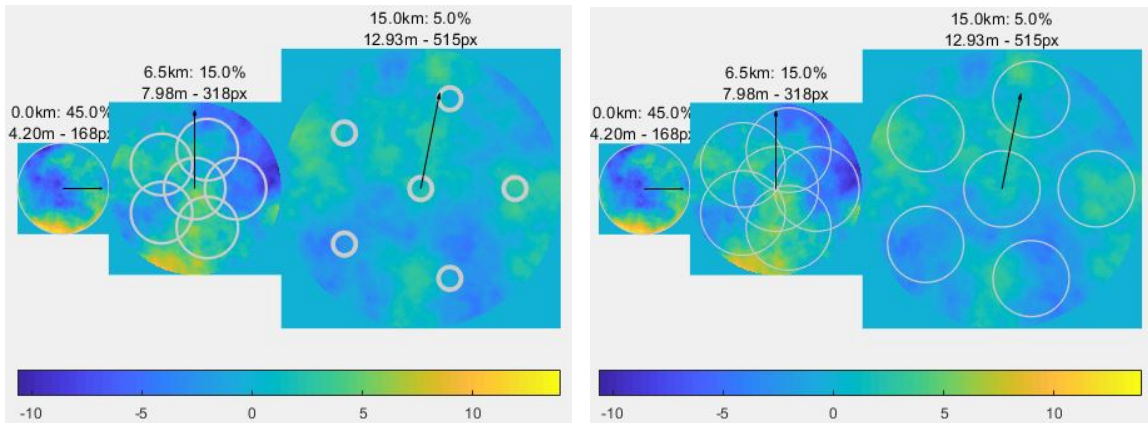 15.0km: 5.0%
12.93m - 515px
6.5km: 15.0%
7.98m - 318px
0.0km: 45.0%
4.20m - 168px
-10 -5 0 5 10
15.0km: 5.0%
12.93m - 515px
6.5km: 15.0%
7.98m - 318px
0.0km: 45.0%
4.20m - 168px
-10 -5 0 5 10